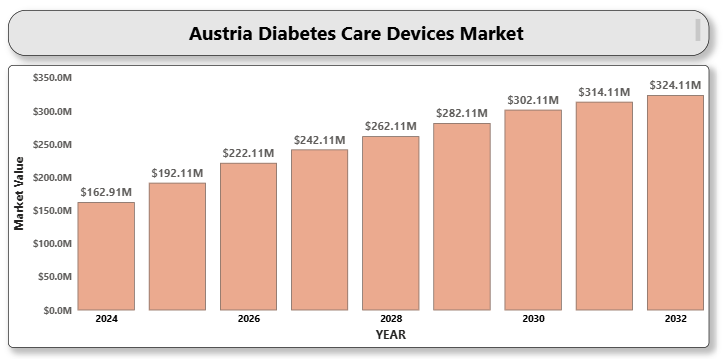 Austria Diabetes Care Devices Market
$350.0M
$300.0M
$250.0M
$200.0M
$150.0M
$100.0M
$50.0M
$0.0M
Market Value
$162.91M
$192.11M
$222.11M
$242.11M
$262.11M
$282.11M
$302.11M
$314.11M
$324.11M
2024
2026
2028
2030
2032
YEAR